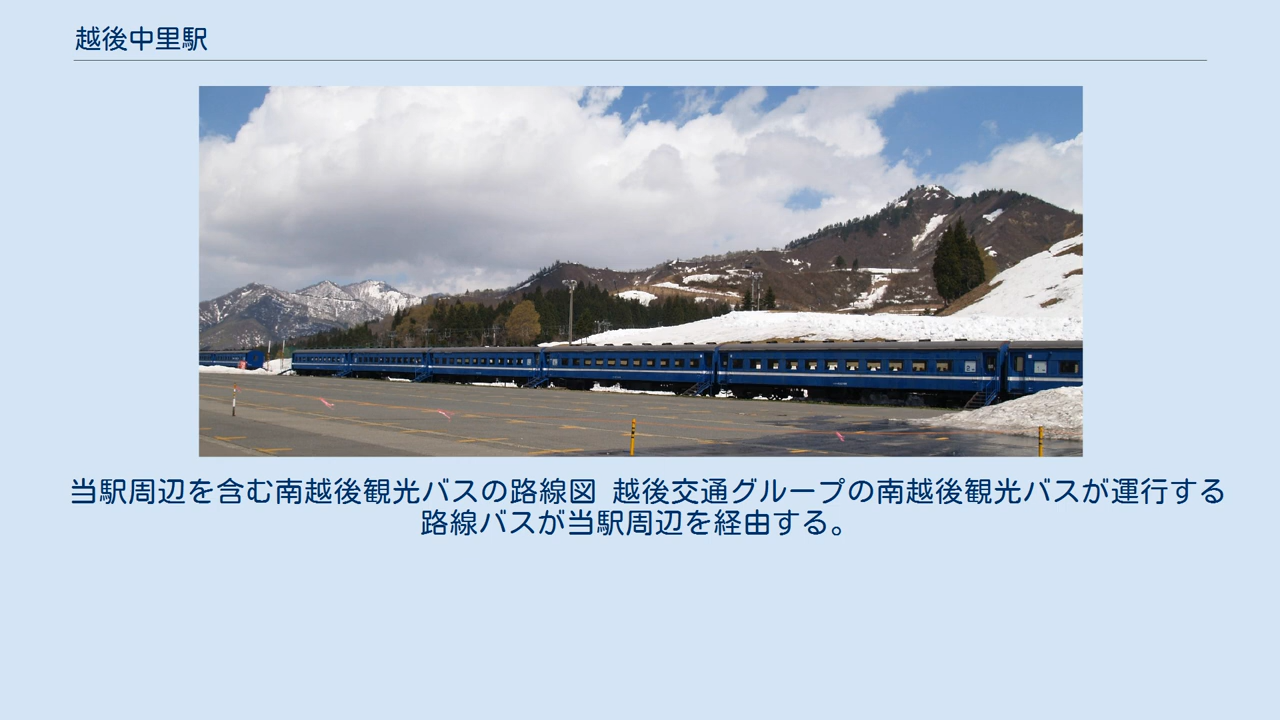 越後中里駅
当駅周辺を含む南越後観光バスの路線図 越後交通グループの南越後観光バスが運行する
路線バスが当駅周辺を経由する。